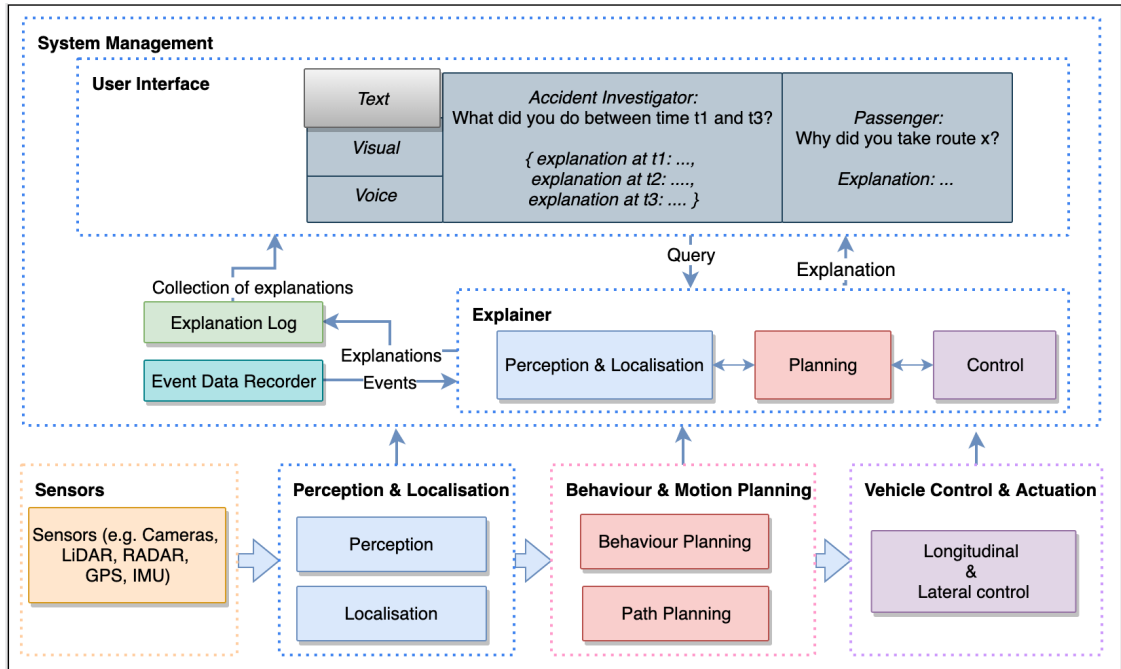 System Management
User Interface
Text
Visual
Voice
Accident Investigator:
What did you do between time t1 and t3?
{ explanation at t1: ...,
explanation at t2: ....,
explanation at t3: .... }
Passenger:
Why did you take route x?
Explanation: ...
Query
Explanation
Collection of explanations
Explanation Log
Explanations
Event Data Recorder
Events
Explainer
Perception & Localisation
Planning
Control
Sensors
Sensors (e.g. Cameras,
LiDAR, RADAR,
GPS, IMU)
Perception & Localisation
Perception
Localisation
Behaviour & Motion Planning
Behaviour Planning
Path Planning
Vehicle Control & Actuation
Longitudinal
&
Lateral control